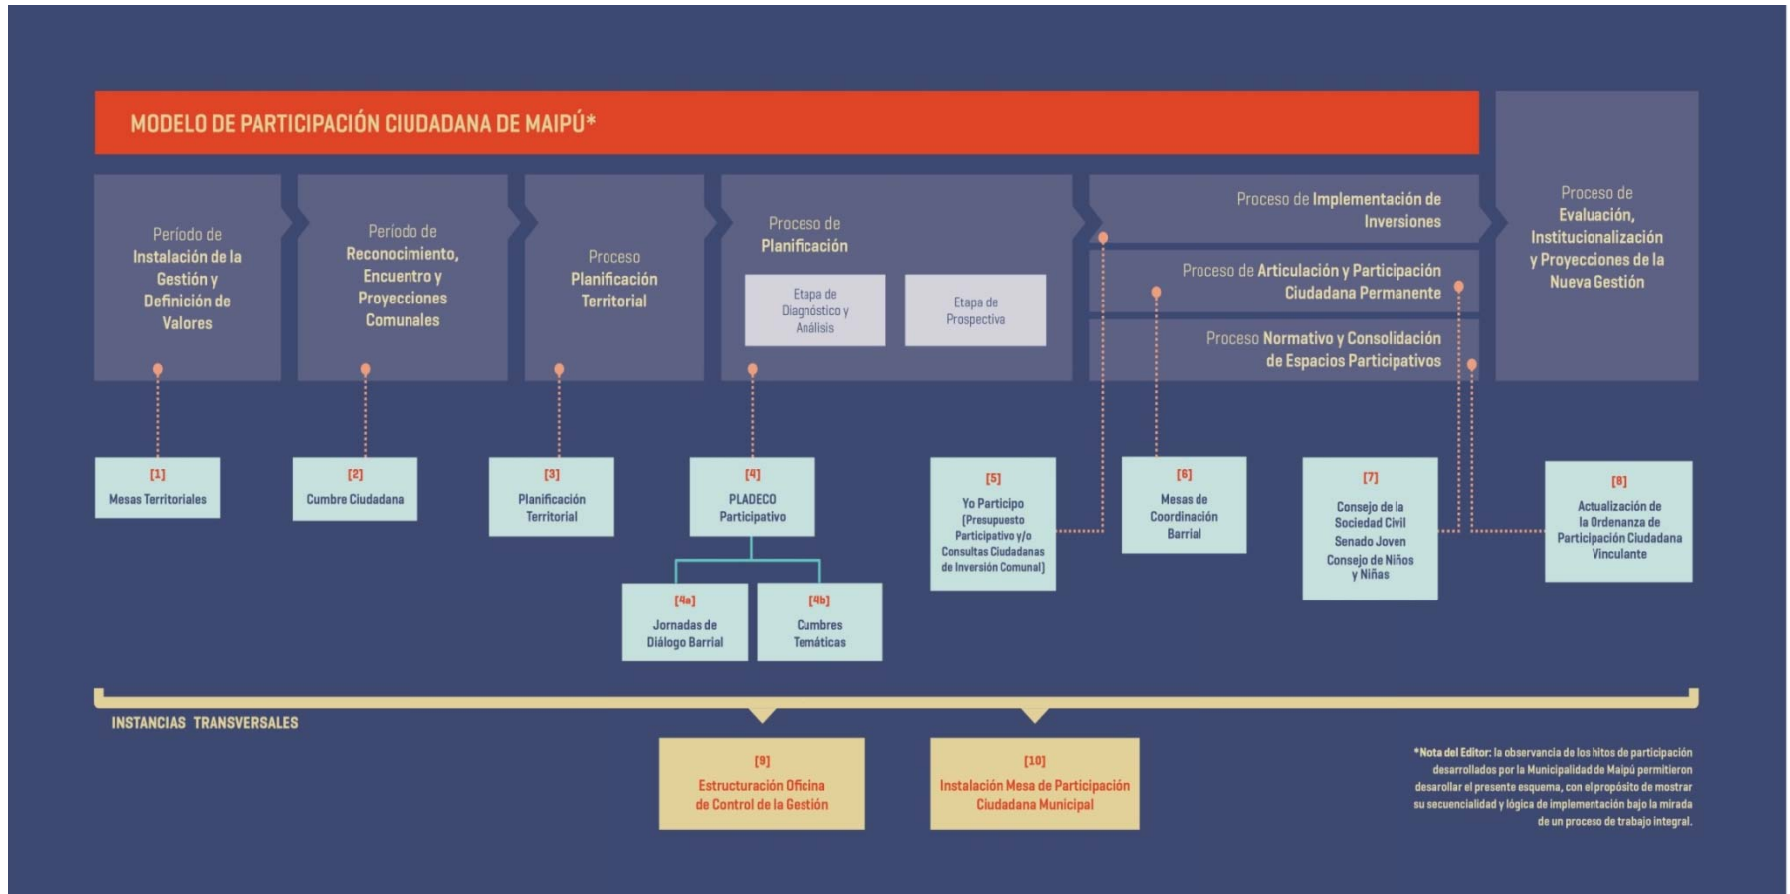 MODELO DE PARTICIPACIÓN CIUDADANA DE MAIPÚ*
Período de
Instalación de la
Gestión y
Definición de
Valores
Período de
Reconocimiento,
Encuentro y
Proyecciones
Comunales
Proceso
Planificación
Territorial
Proceso de
Planificación
Etapa de
Diagnóstico y
Análisis
Etapa de
Prospectiva
Proceso de Implementación de
Inversiones
Proceso de Articulación y Participación
Ciudadana Permanente
Proceso Normativo y Consolidación
de Espacios Participativos
Proceso de
Evaluación,
Institucionalización
y Proyecciones de la
Nueva Gestión
[1]
Mesas Territoriales
[2]
Cumbre Ciudadana
[3]
Planificación
Territorial
[4]
PLADECO
Participativo
[4a]
Jornadas de
Diálogo Barrial
[4b]
Cumbres
Temáticas
[5]
Yo Participo
(Presupuesto
Participativo y/o
Consultas Ciudadanas
de Inversión Comunal)
[6]
Mesas de
Coordinación
Barrial
[7]
Consejo de la
Sociedad Civil
Senado Joven
Consejo de Niños
y Niñas
[8]
Actualización de
la Ordenanza de
Participación Ciudadana
Vinculante
INSTANCIAS TRANSVERSALES
[9]
Estructuración Oficina
de Control de la Gestión
[10]
Instalación Mesa de Participación
Ciudadana Municipal
*Nota del Editor: la observancia de los hitos de participación
desarrollados por la Municipalidad de Maipú permitieron
desarollar el presente esquema, con el propósito de mostrar
su secuencialidad y lógica de implementación bajo la mirada
de un proceso de trabajo integral.